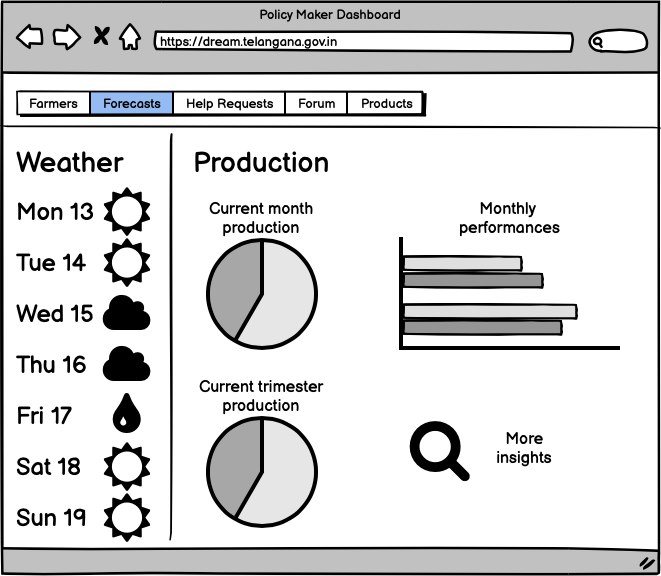 Policy Maker Dashboard
https://dream.telangana.gov.in
Farmers
Forecasts
Help Requests
Forum
Products
Weather
Mon 13
Tue 14
Wed 15
Thu 16
Fri 17
Sat 18
Sun 19
Production
Current month
production
Monthly
performances
Current trimester
production
More
insights